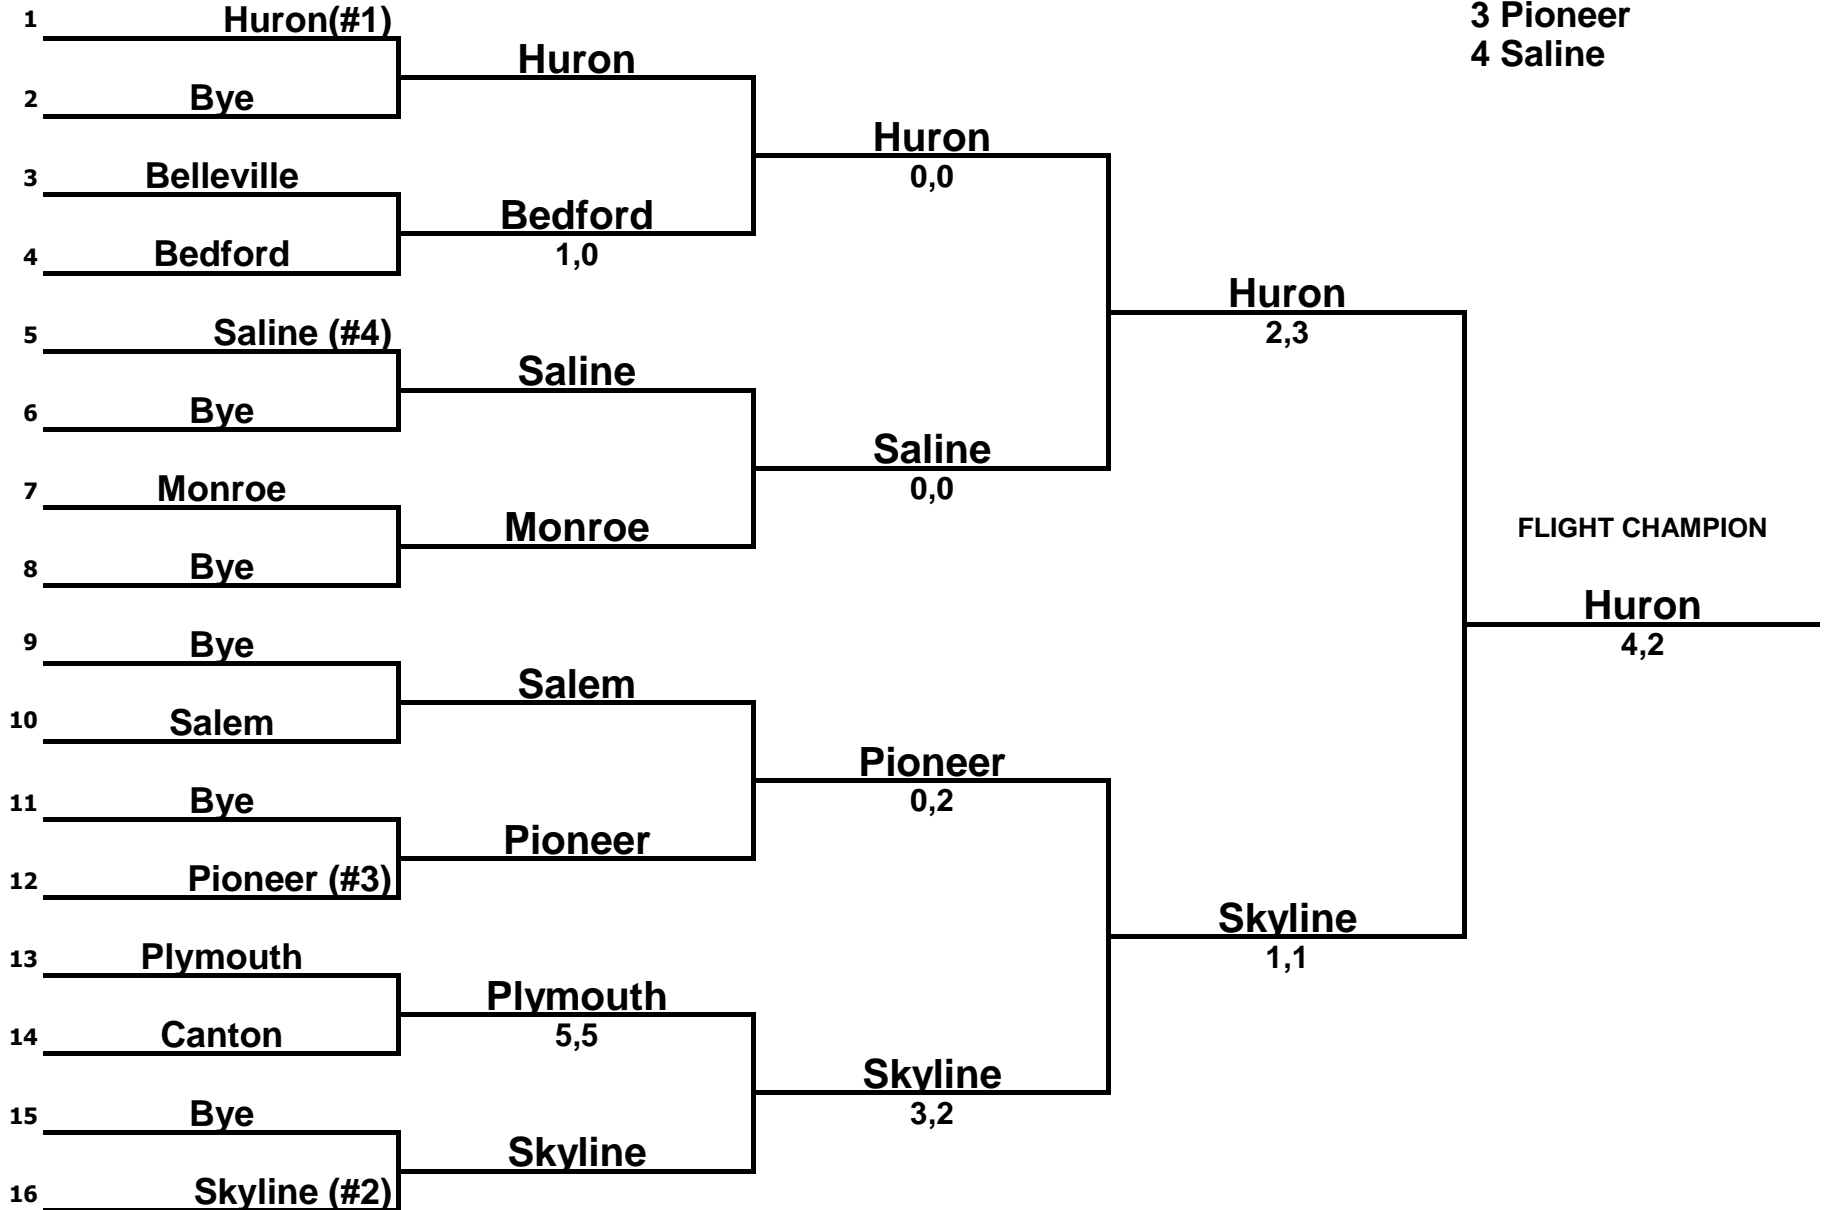 1 Huron(#1)
2 Bye
3 Belleville
4 Bedford
5 Saline (#4)
6 Bye
7 Monroe
8 Bye
9 Bye
10 Salem
11 Bye
12 Pioneer (#3)
13 Plymouth
14 Canton
15 Bye
16 Skyline (#2)
Huron
Bedford
1,0
Saline
Monroe
Salem
Pioneer
Plymouth
5,5
Skyline
Huron
0,0
Saline
0,0
Pioneer
0,2
Skyline
3,2
Huron
2,3
Skyline
1,1
3 Pioneer
4 Saline
FLIGHT CHAMPION
Huron
4,2